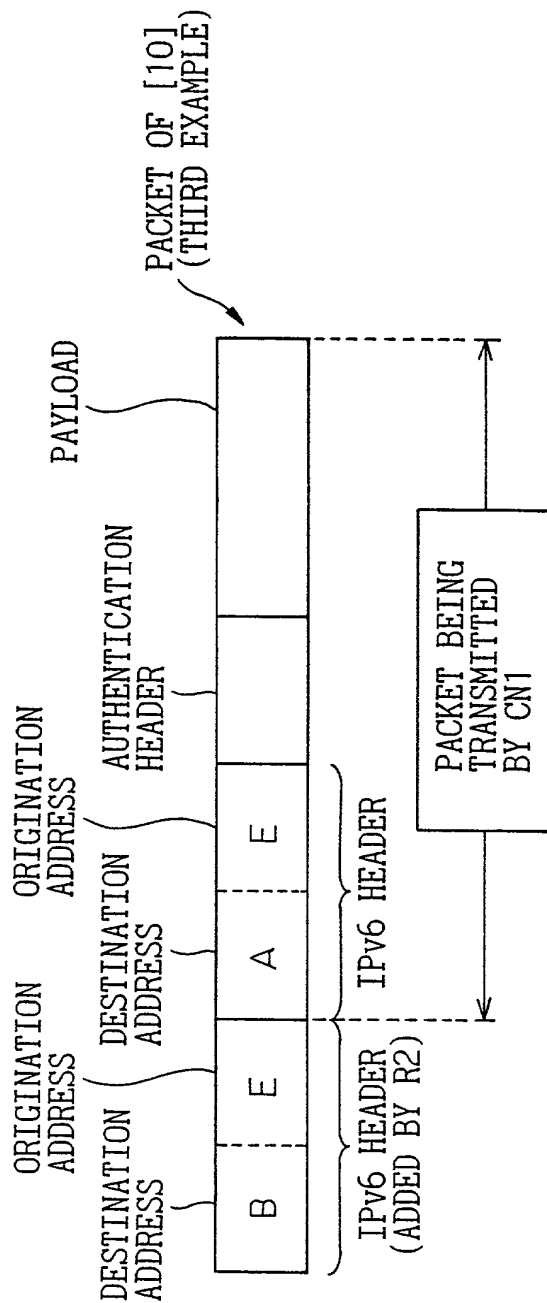 PACKET OF [10]
(THIRD EXAMPLE)
PAYLOAD
AUTHENTICATION
HEADER
ORIGINATION
ADDRESS
DESTINATION
ADDRESS
ORIGINATION
ADDRESS
DESTINATION
ADDRESS
B
E
A
E
IPv6 HEADER
(ADDED BY R2)
IPv6 HEADER
PACKET BEING
TRANSMITTED
BY CN1